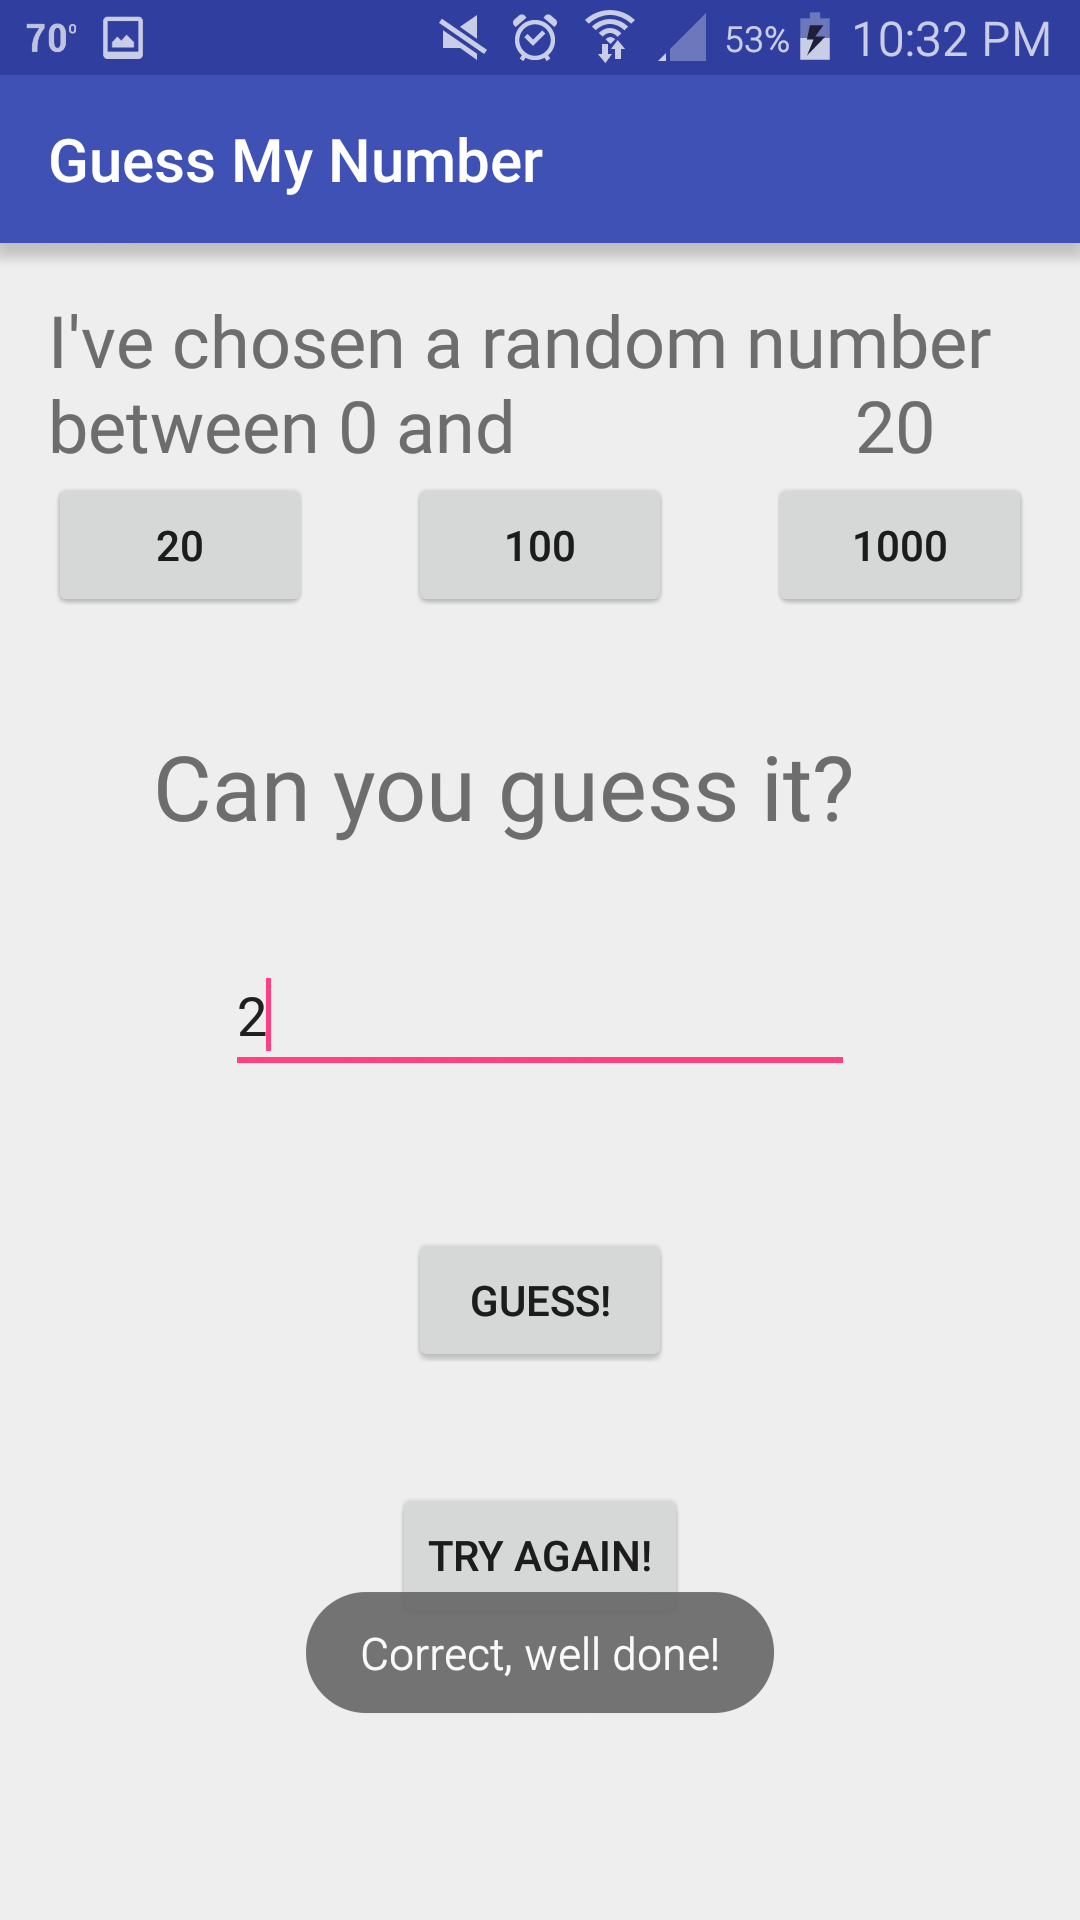 70° 53% 10:32 PM
Guess My Number
I've chosen a random number
between 0 and 20
20 100 1000
Can you guess it?
2
GUESS!
TRY AGAIN!
Correct, well done!